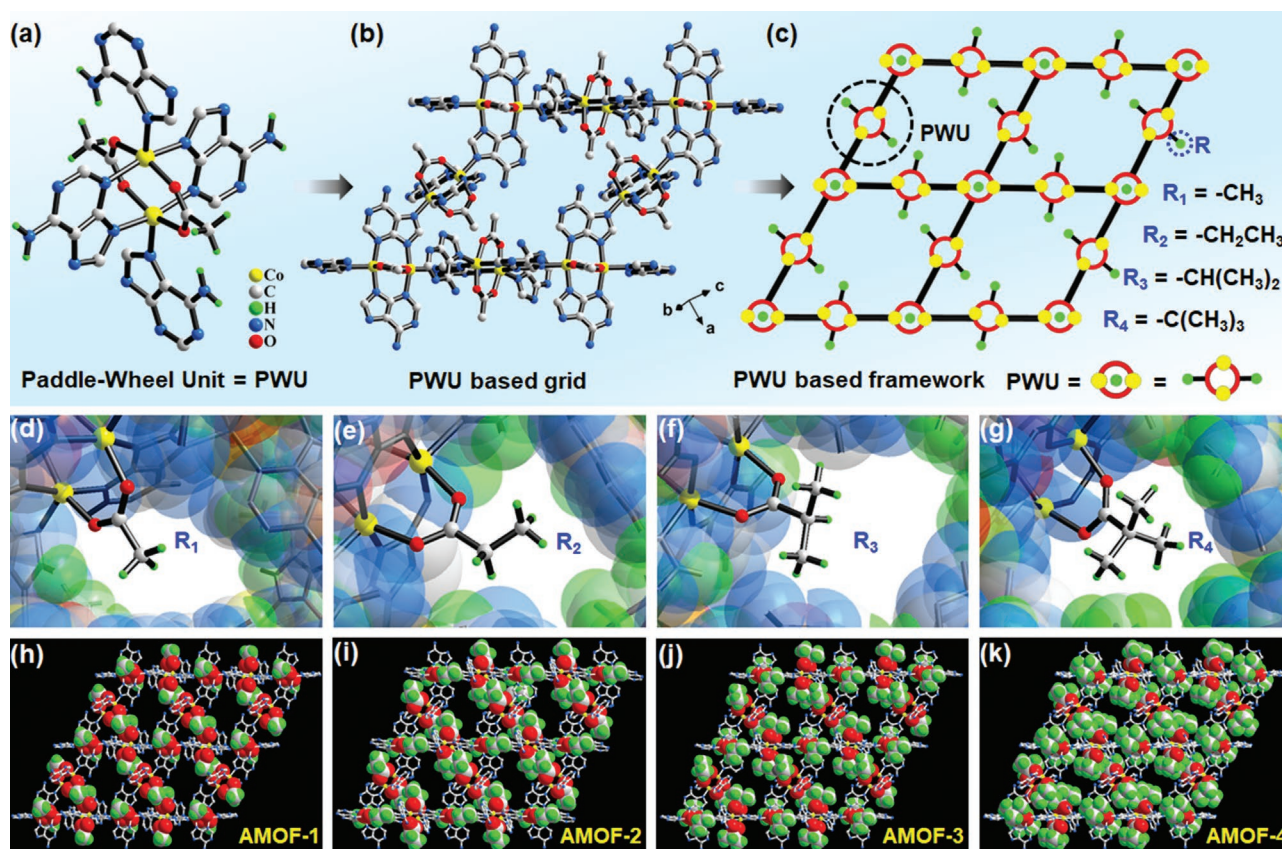 (a)
Co
C
H
N
O
Paddle-Wheel Unit = PWU
(b)
c
b
a
PWU based grid
(c)
PWU
R
R₁ = -CH₃
R₂ = -CH₂CH₃
R₃ = -CH(CH₃)₂
R₄ = -C(CH₃)₃
PWU based framework PWU = =
(d)
R₁
(e)
R₂
(f)
R₃
(g)
R₄
(h)
AMOF-1
(i)
AMOF-2
(j)
AMOF-3
(k)
AMOF-4